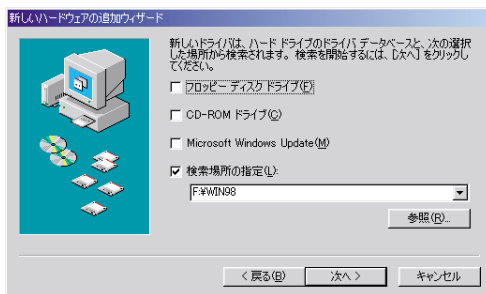 新しいハードウェアの追加ウィザード
新しいドライバは、ハード ドライブのドライバ データベースと、次の選択
した場所から検索されます。検索を開始するには、[次へ] をクリックし
てください。
フロッピー ディスク ドライブ(F)
CD-ROM ドライブ(C)
Microsoft Windows Update(M)
検索場所の指定(L):
F:¥WIN98
参照(R)...
< 戻る(B)
次へ >
キャンセル